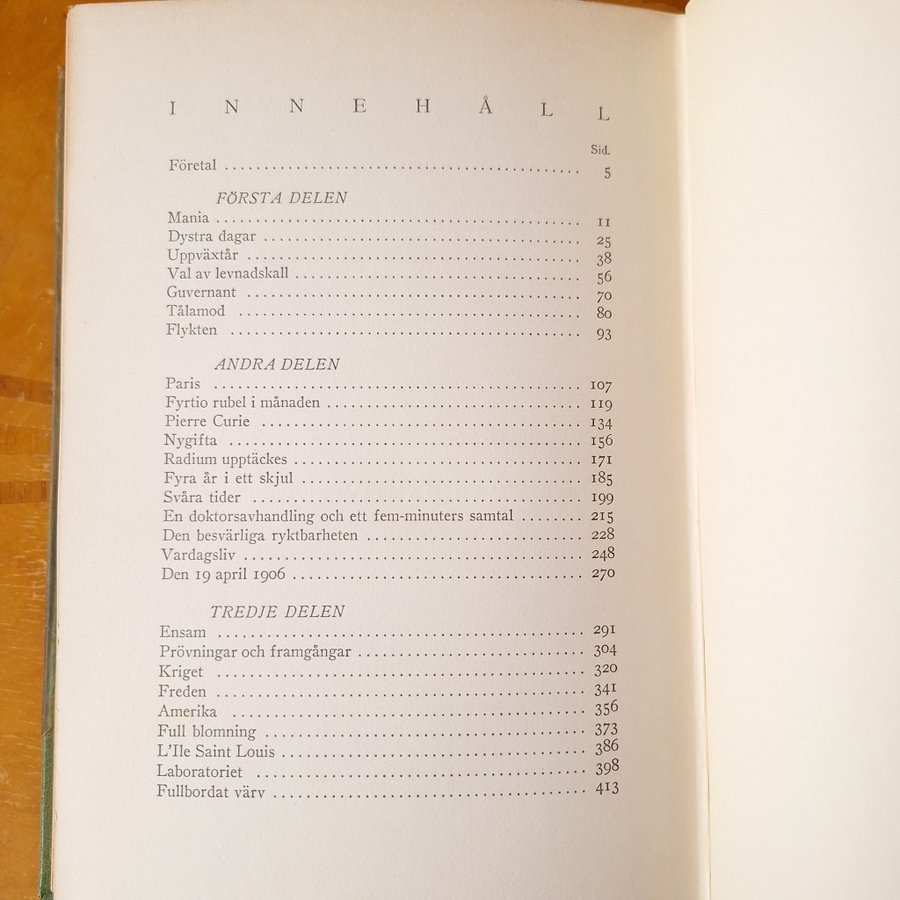 INNEHÅLL
Sid.
Företal ........................................ 5
FÖRSTA DELEN
Mania ........................................ 11
Dystra dagar ........................................ 25
Uppväxtår ........................................ 38
Val av levnadskall ........................................ 56
Guvernant ........................................ 70
Tålamod ........................................ 80
Flykten ........................................ 93
ANDRA DELEN
Paris ........................................ 107
Fyrtio rubel i månaden ........................................ 119
Pierre Curie ........................................ 134
Nygifta ........................................ 156
Radium upptäckes ........................................ 171
Fyra år i ett skjul ........................................ 185
Svåra tider ........................................ 199
En doktorsavhandling och ett fem-minuters samtal ........ 215
Den besvärliga ryktbarheten ........................................ 228
Vardagsliv ........................................ 248
Den 19 april 1906 ........................................ 270
TREDJE DELEN
Ensam ........................................ 291
Prövningar och framgångar ........................................ 304
Kriget ........................................ 320
Freden ........................................ 341
Amerika ........................................ 356
Full blomning ........................................ 373
L'Ile Saint Louis ........................................ 386
Laboratoriet ........................................ 398
Fullbordat värv ........................................ 413